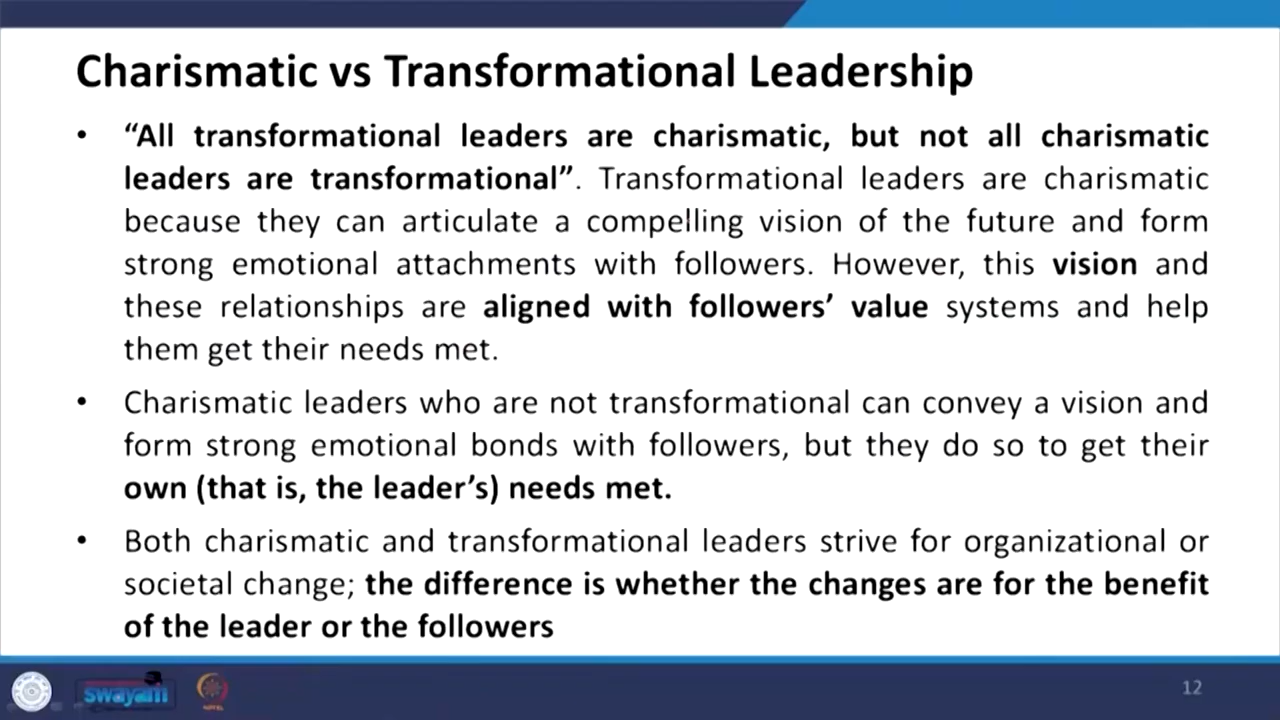 Charismatic vs Transformational Leadership
• “All transformational leaders are charismatic, but not all charismatic
leaders are transformational”. Transformational leaders are charismatic
because they can articulate a compelling vision of the future and form
strong emotional attachments with followers. However, this vision and
these relationships are aligned with followers’ value systems and help
them get their needs met.
• Charismatic leaders who are not transformational can convey a vision and
form strong emotional bonds with followers, but they do so to get their
own (that is, the leader’s) needs met.
• Both charismatic and transformational leaders strive for organizational or
societal change; the difference is whether the changes are for the benefit
of the leader or the followers
swayam
12